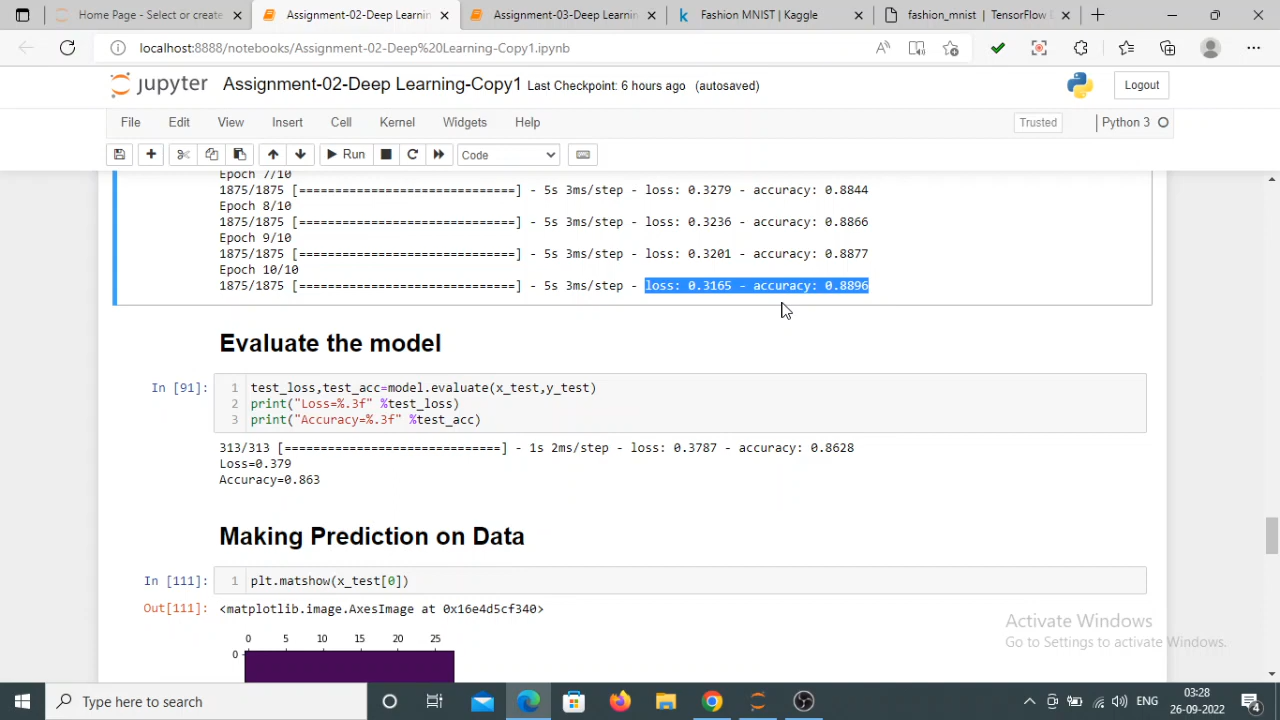 Home Page - Select or create
Assignment-02-Deep Learnin
Assignment-03-Deep Learnin
Fashion MNIST | Kaggle
fashion_mnist | TensorFlow
localhost:8888/notebooks/Assignment-02-Deep%20Learning-Copy1.ipynb
jupyter Assignment-02-Deep Learning-Copy1 Last Checkpoint: 6 hours ago (autosaved)
Logout
File Edit View Insert Cell Kernel Widgets Help
Trusted
Python 3
Run
Code
Epoch 7/10
1875/1875 [==============================] - 5s 3ms/step - loss: 0.3279 - accuracy: 0.8844
Epoch 8/10
1875/1875 [==============================] - 5s 3ms/step - loss: 0.3236 - accuracy: 0.8866
Epoch 9/10
1875/1875 [==============================] - 5s 3ms/step - loss: 0.3201 - accuracy: 0.8877
Epoch 10/10
1875/1875 [==============================] - 5s 3ms/step - loss: 0.3165 - accuracy: 0.8896
Evaluate the model
In [91]: 1 test_loss,test_acc=model.evaluate(x_test,y_test)
2 print("Loss=%.3f" %test_loss)
3 print("Accuracy=%.3f" %test_acc)
313/313 [==============================] - 1s 2ms/step - loss: 0.3787 - accuracy: 0.8628
Loss=0.379
Accuracy=0.863
Making Prediction on Data
In [111]: 1 plt.matshow(x_test[0])
Out[111]: <matplotlib.image.AxesImage at 0x16e4d5cf340>
0 5 10 15 20 25
0
Activate Windows
Go to Settings to activate Windows.
Type here to search
ENG
03:28
26-09-2022
4